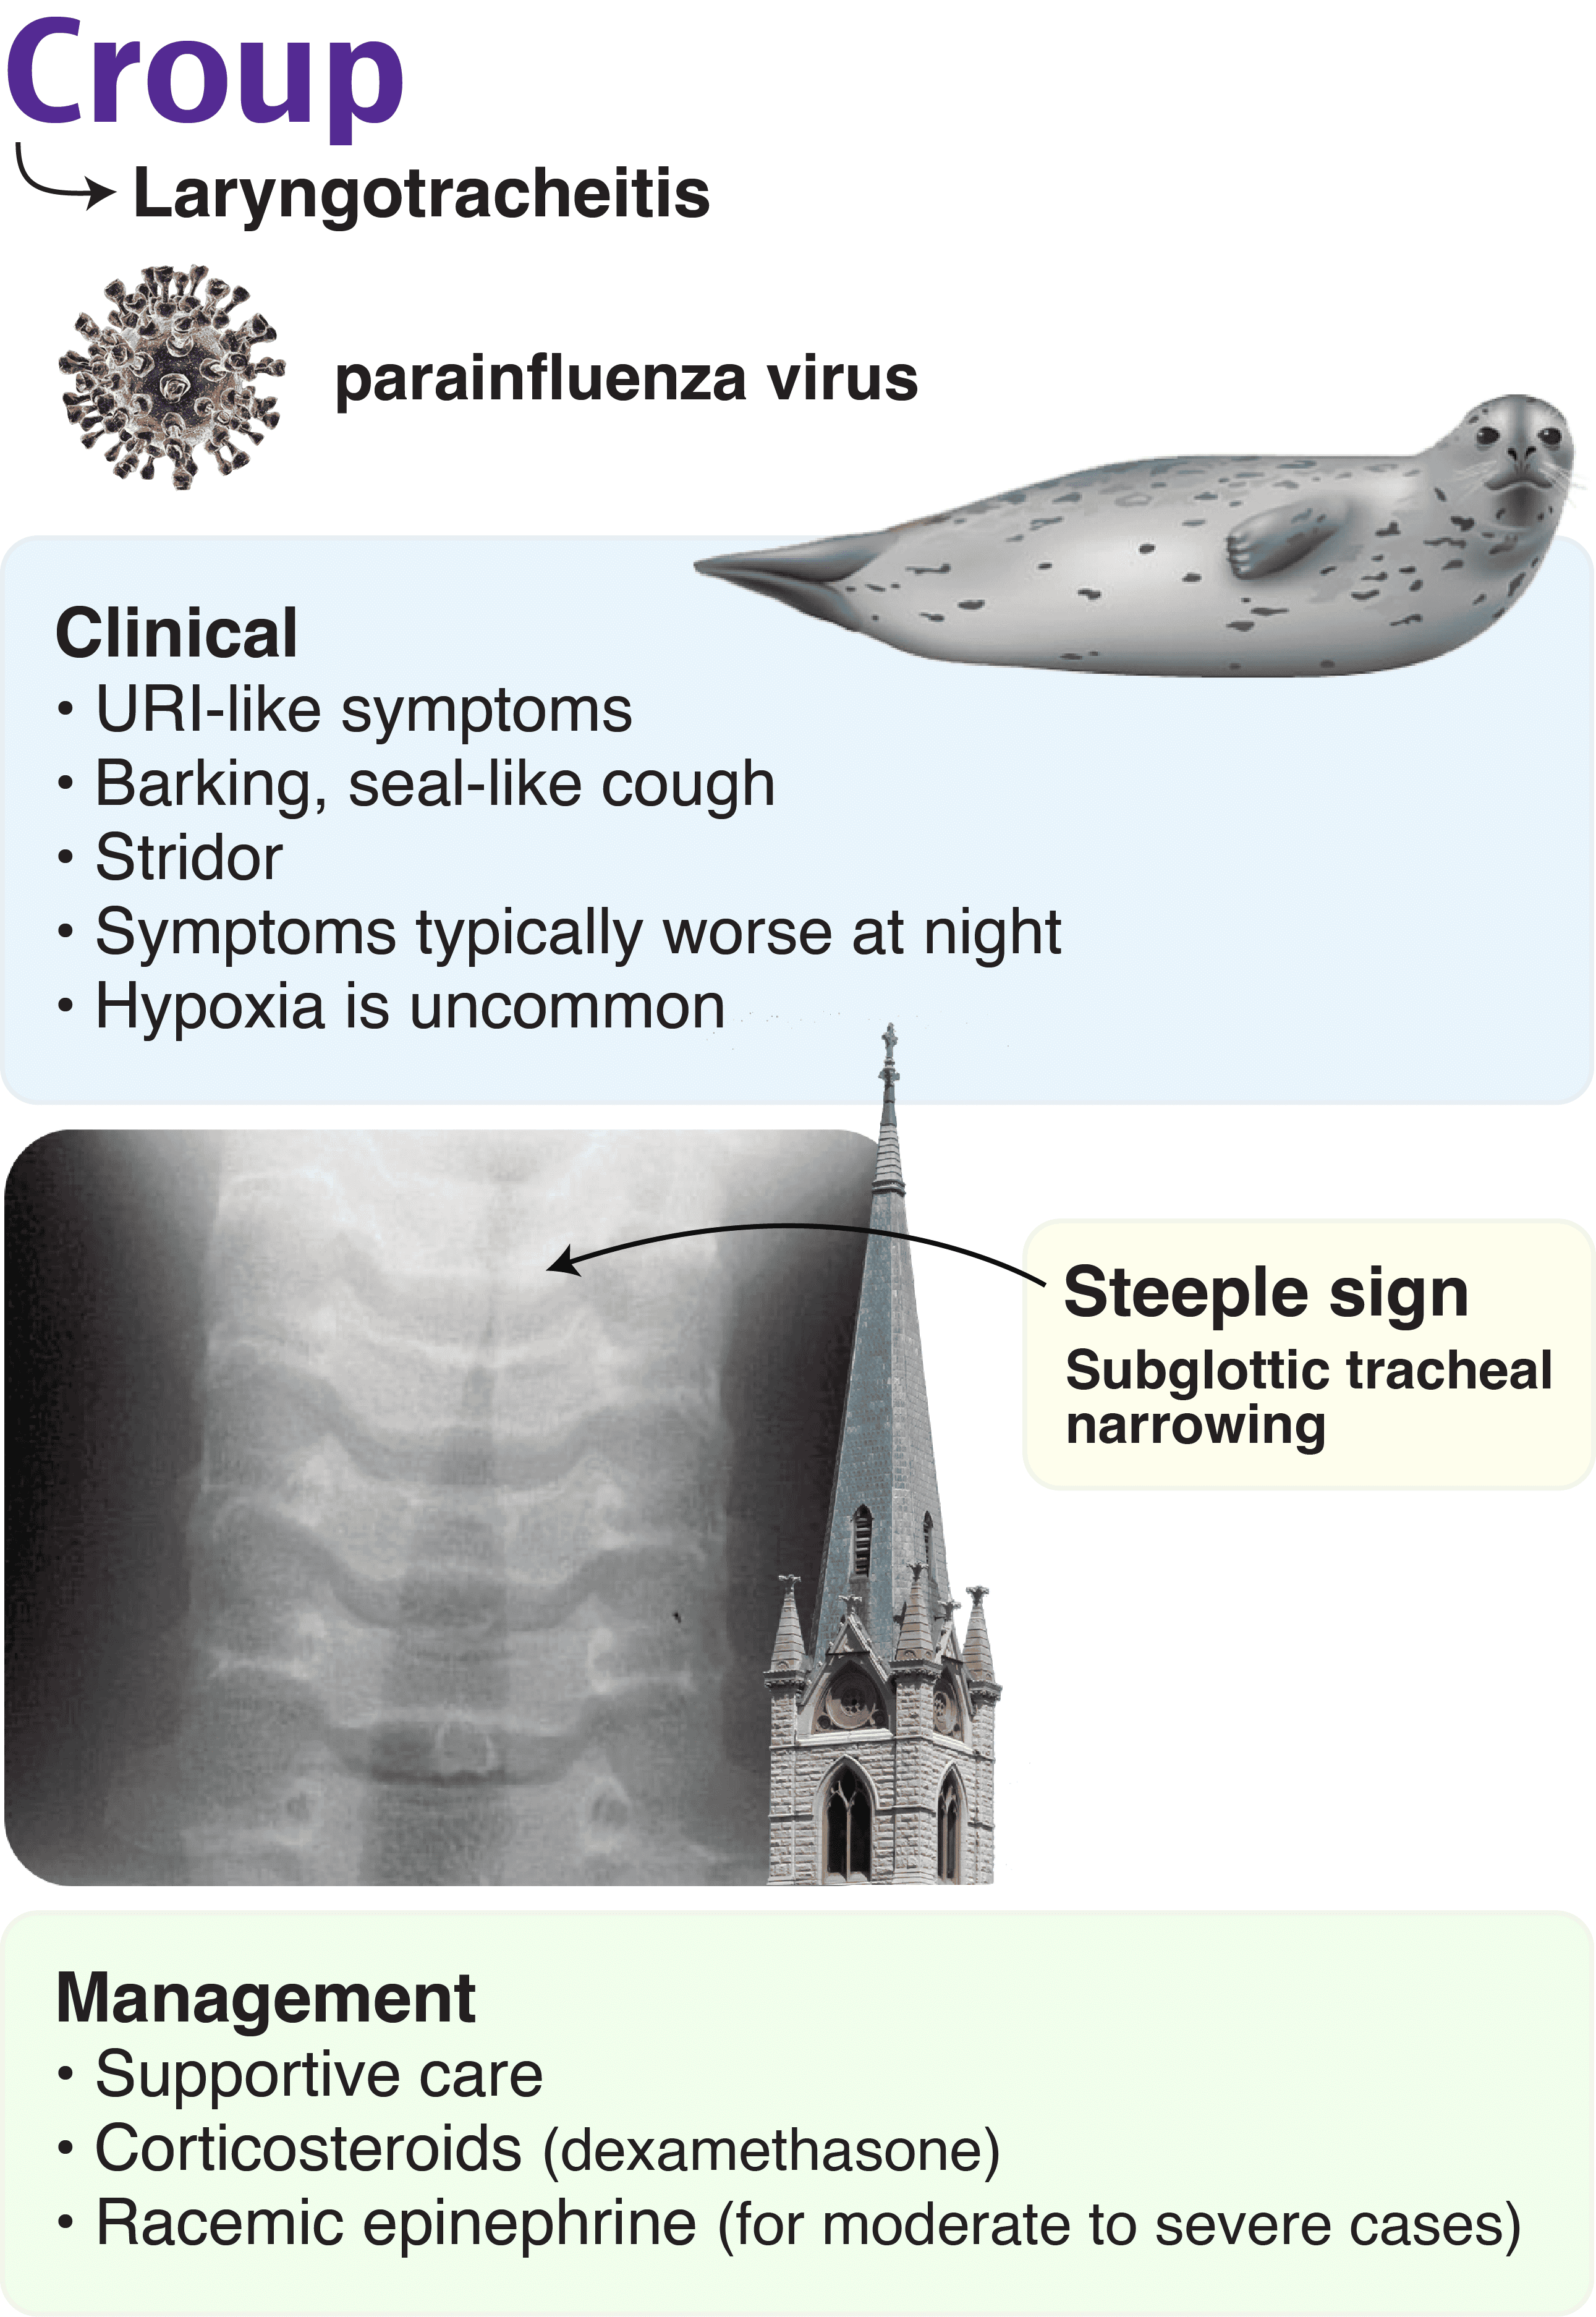 Croup
Laryngotracheitis
parainfluenza virus
Clinical
• URI-like symptoms
• Barking, seal-like cough
• Stridor
• Symptoms typically worse at night
• Hypoxia is uncommon
Steeple sign
Subglottic tracheal
narrowing
Management
• Supportive care
• Corticosteroids (dexamethasone)
• Racemic epinephrine (for moderate to severe cases)